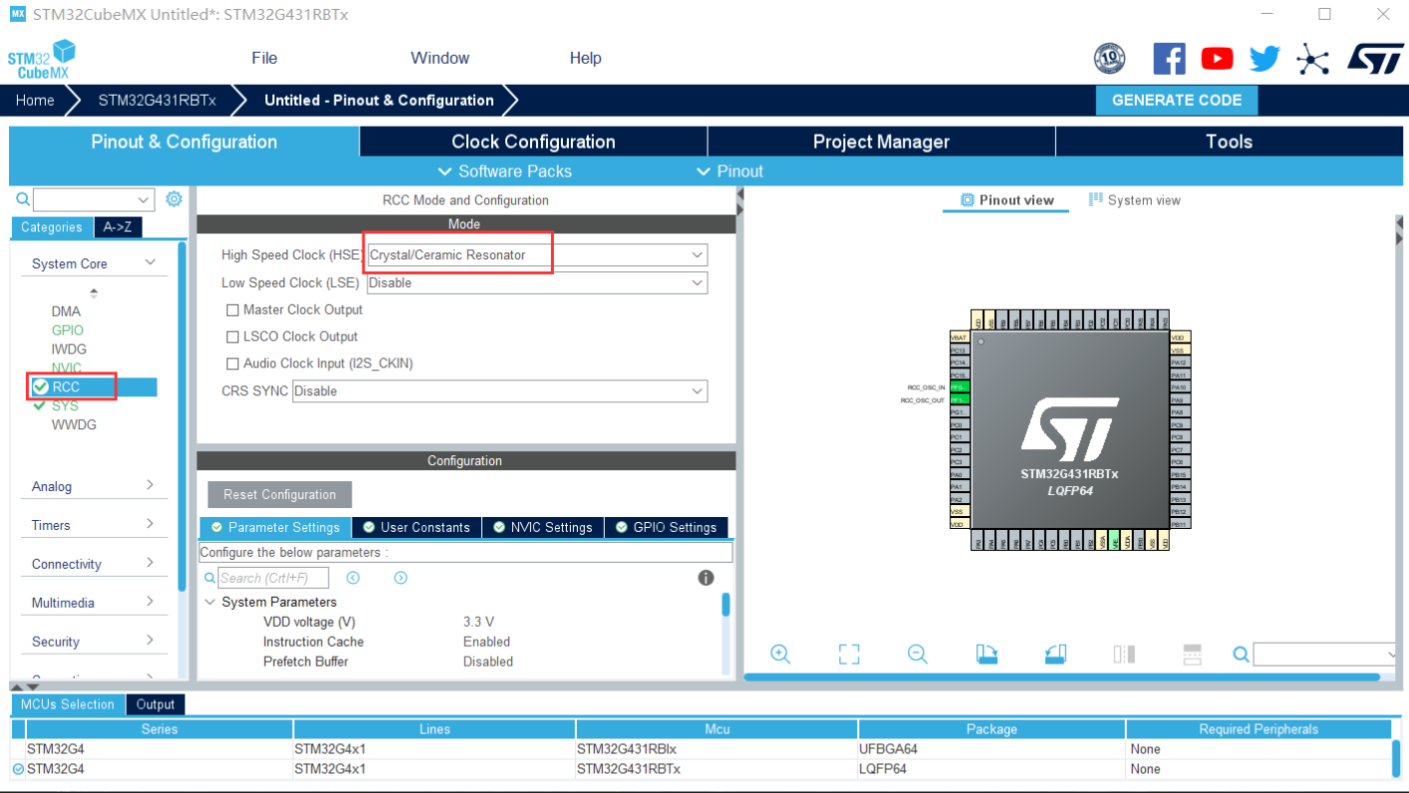 MX STM32CubeMX Untitled*: STM32G431RBTx
STM32 CubeMX
File Window Help
10
Home STM32G431RBTx Untitled - Pinout & Configuration GENERATE CODE
Pinout & Configuration Clock Configuration Project Manager Tools
Software Packs Pinout
RCC Mode and Configuration
Pinout view System view
Categories A->Z
Mode
High Speed Clock (HSE) Crystal/Ceramic Resonator
System Core
Low Speed Clock (LSE) Disable
DMA
Master Clock Output
GPIO
LSCO Clock Output
IWDG
NVIC
Audio Clock Input (I2S_CKIN)
RCC
CRS SYNC Disable
SYS
WWDG
RCC_OSC_IN
RCC_OSC_OUT
STM32G431RBTx
LQFP64
Configuration
Analog
Reset Configuration
Timers
Parameter Settings User Constants NVIC Settings GPIO Settings
Configure the below parameters :
Connectivity
Search (Crtl+F)
Multimedia
System Parameters
VDD voltage (V) 3.3 V
Security
Instruction Cache Enabled
Prefetch Buffer Disabled
MCUs Selection Output
Series Lines Mcu Package Required Peripherals
STM32G4 STM32G4x1 STM32G431RBIx UFBGA64 None
STM32G4 STM32G4x1 STM32G431RBTx LQFP64 None